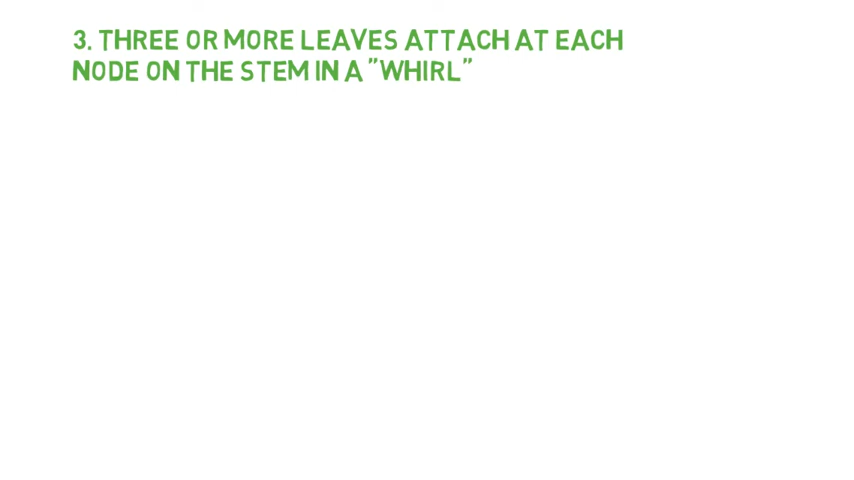 3. THREE OR MORE LEAVES ATTACH AT EACH
NODE ON THE STEM IN A "WHIRL"